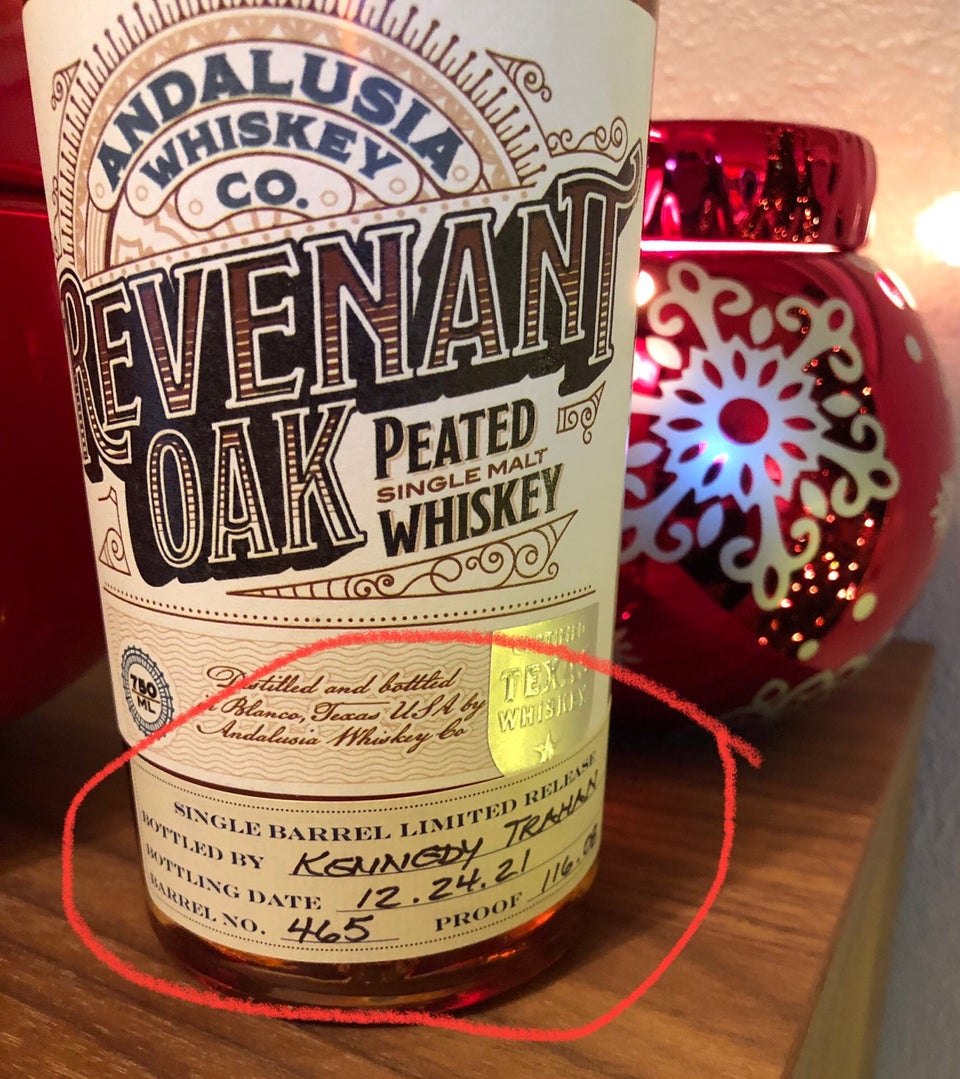 ANDALUSIA
WHISKEY
CO.
REVENANT
OAK
PEATED
SINGLE MALT
WHISKEY
750
ML
Distilled and bottled
in Blanco, Texas USA by
Andalusia Whiskey Co
CERTIFIED
TEXAS
WHISKEY
SINGLE BARREL LIMITED RELEASE
BOTTLED BY KENNEDY TRAHAN
BOTTLING DATE 12.24.21
BARREL NO. 465 PROOF 116.08